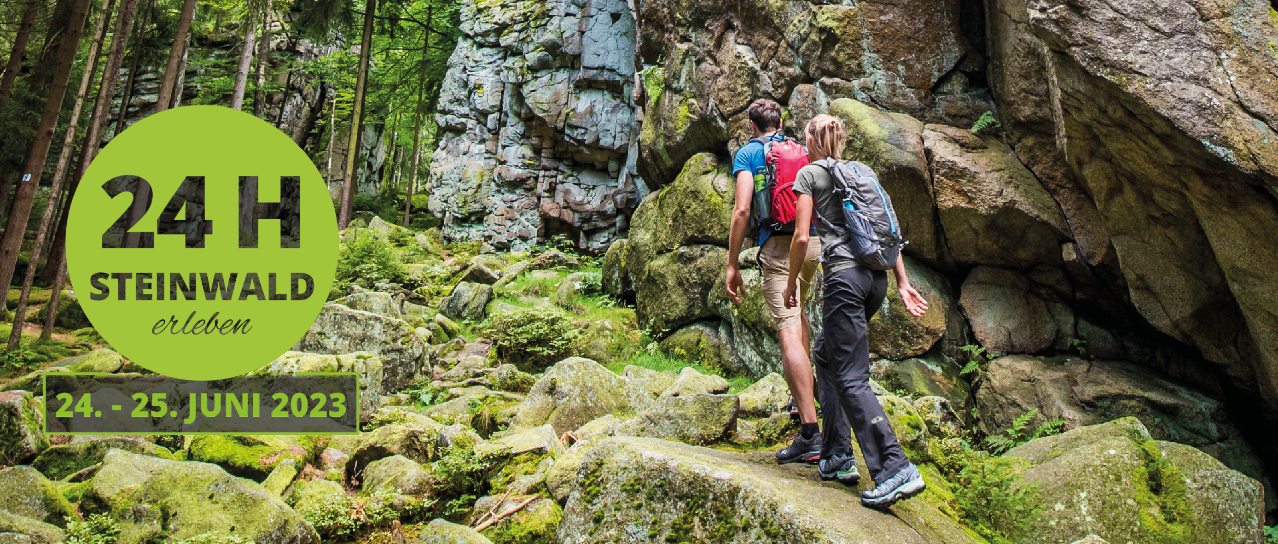 24 H
STEINWALD
erleben
24. - 25. JUNI 2023